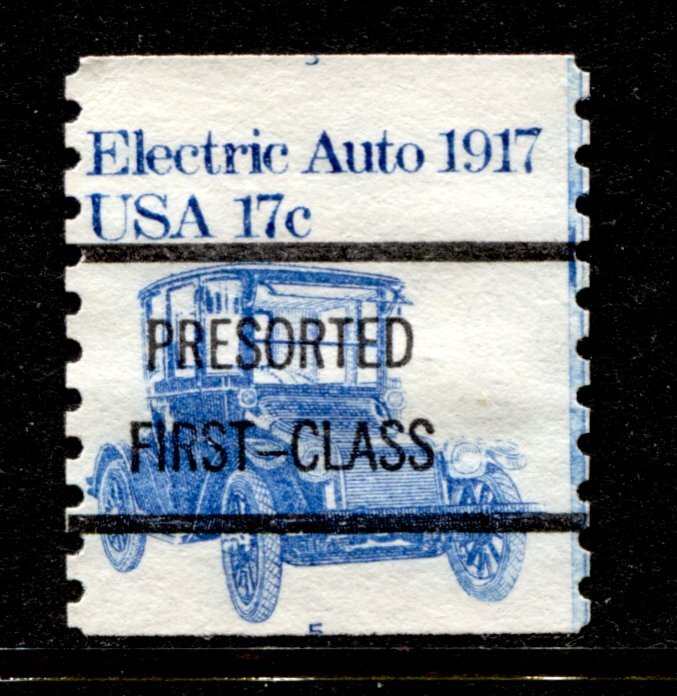 Electric Auto 1917
USA 17c
PRESORTED
FIRST-CLASS
5